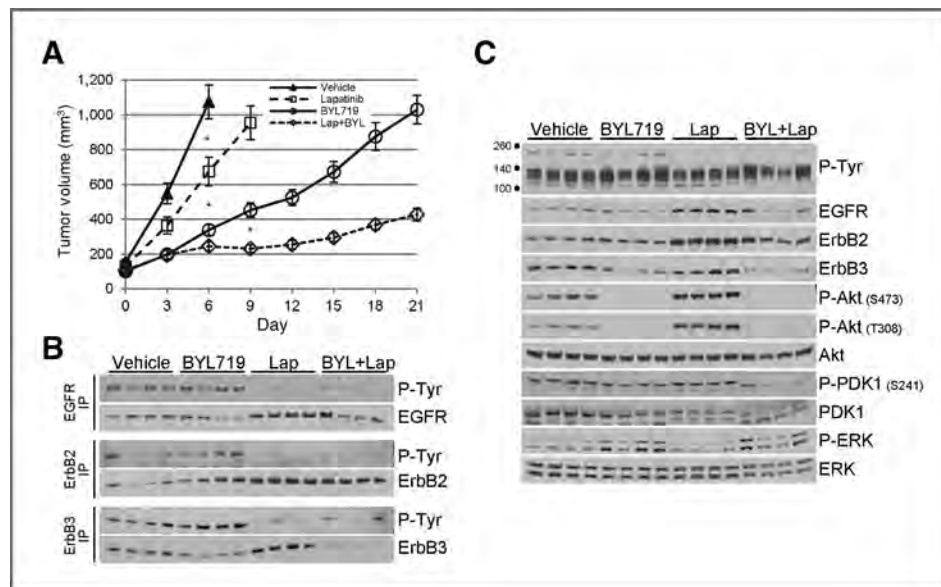 A
Tumor volume (mm³)
1,200
1,000
800
600
400
200
0
0 3 6 9 12 15 18 21
Day
Vehicle
Lapatinib
BYL719
Lap+BYL
B
Vehicle BYL719 Lap BYL+Lap
EGFR IP
P-Tyr
EGFR
ErbB2 IP
P-Tyr
ErbB2
ErbB3 IP
P-Tyr
ErbB3
C
Vehicle BYL719 Lap BYL+Lap
260
140
100
P-Tyr
EGFR
ErbB2
ErbB3
P-Akt (S473)
P-Akt (T308)
Akt
P-PDK1 (S241)
PDK1
P-ERK
ERK